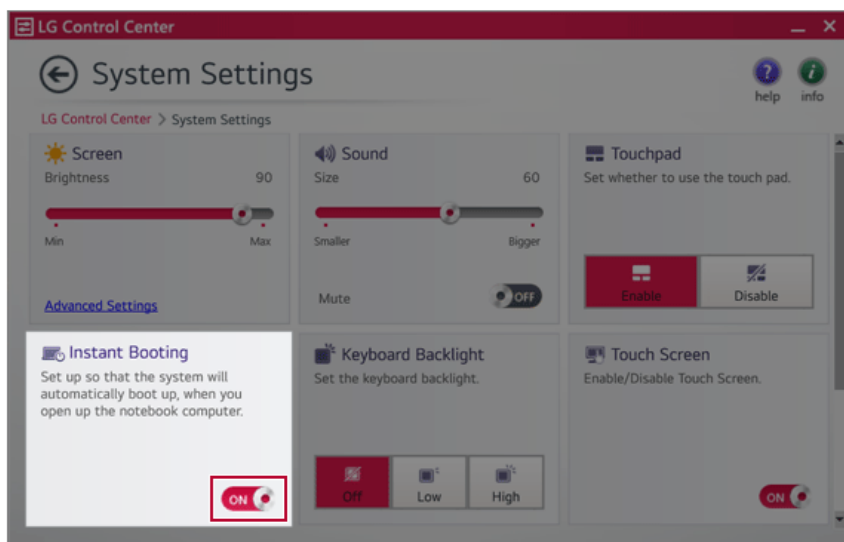 LG Control Center
System Settings
help
info
LG Control Center > System Settings
Screen
Brightness 90
Min Max
Advanced Settings
Sound
Size 60
Smaller Bigger
Mute OFF
Touchpad
Set whether to use the touch pad.
Enable Disable
Instant Booting
Set up so that the system will
automatically boot up, when you
open up the notebook computer.
ON
Keyboard Backlight
Set the keyboard backlight.
Off Low High
Touch Screen
Enable/Disable Touch Screen.
ON